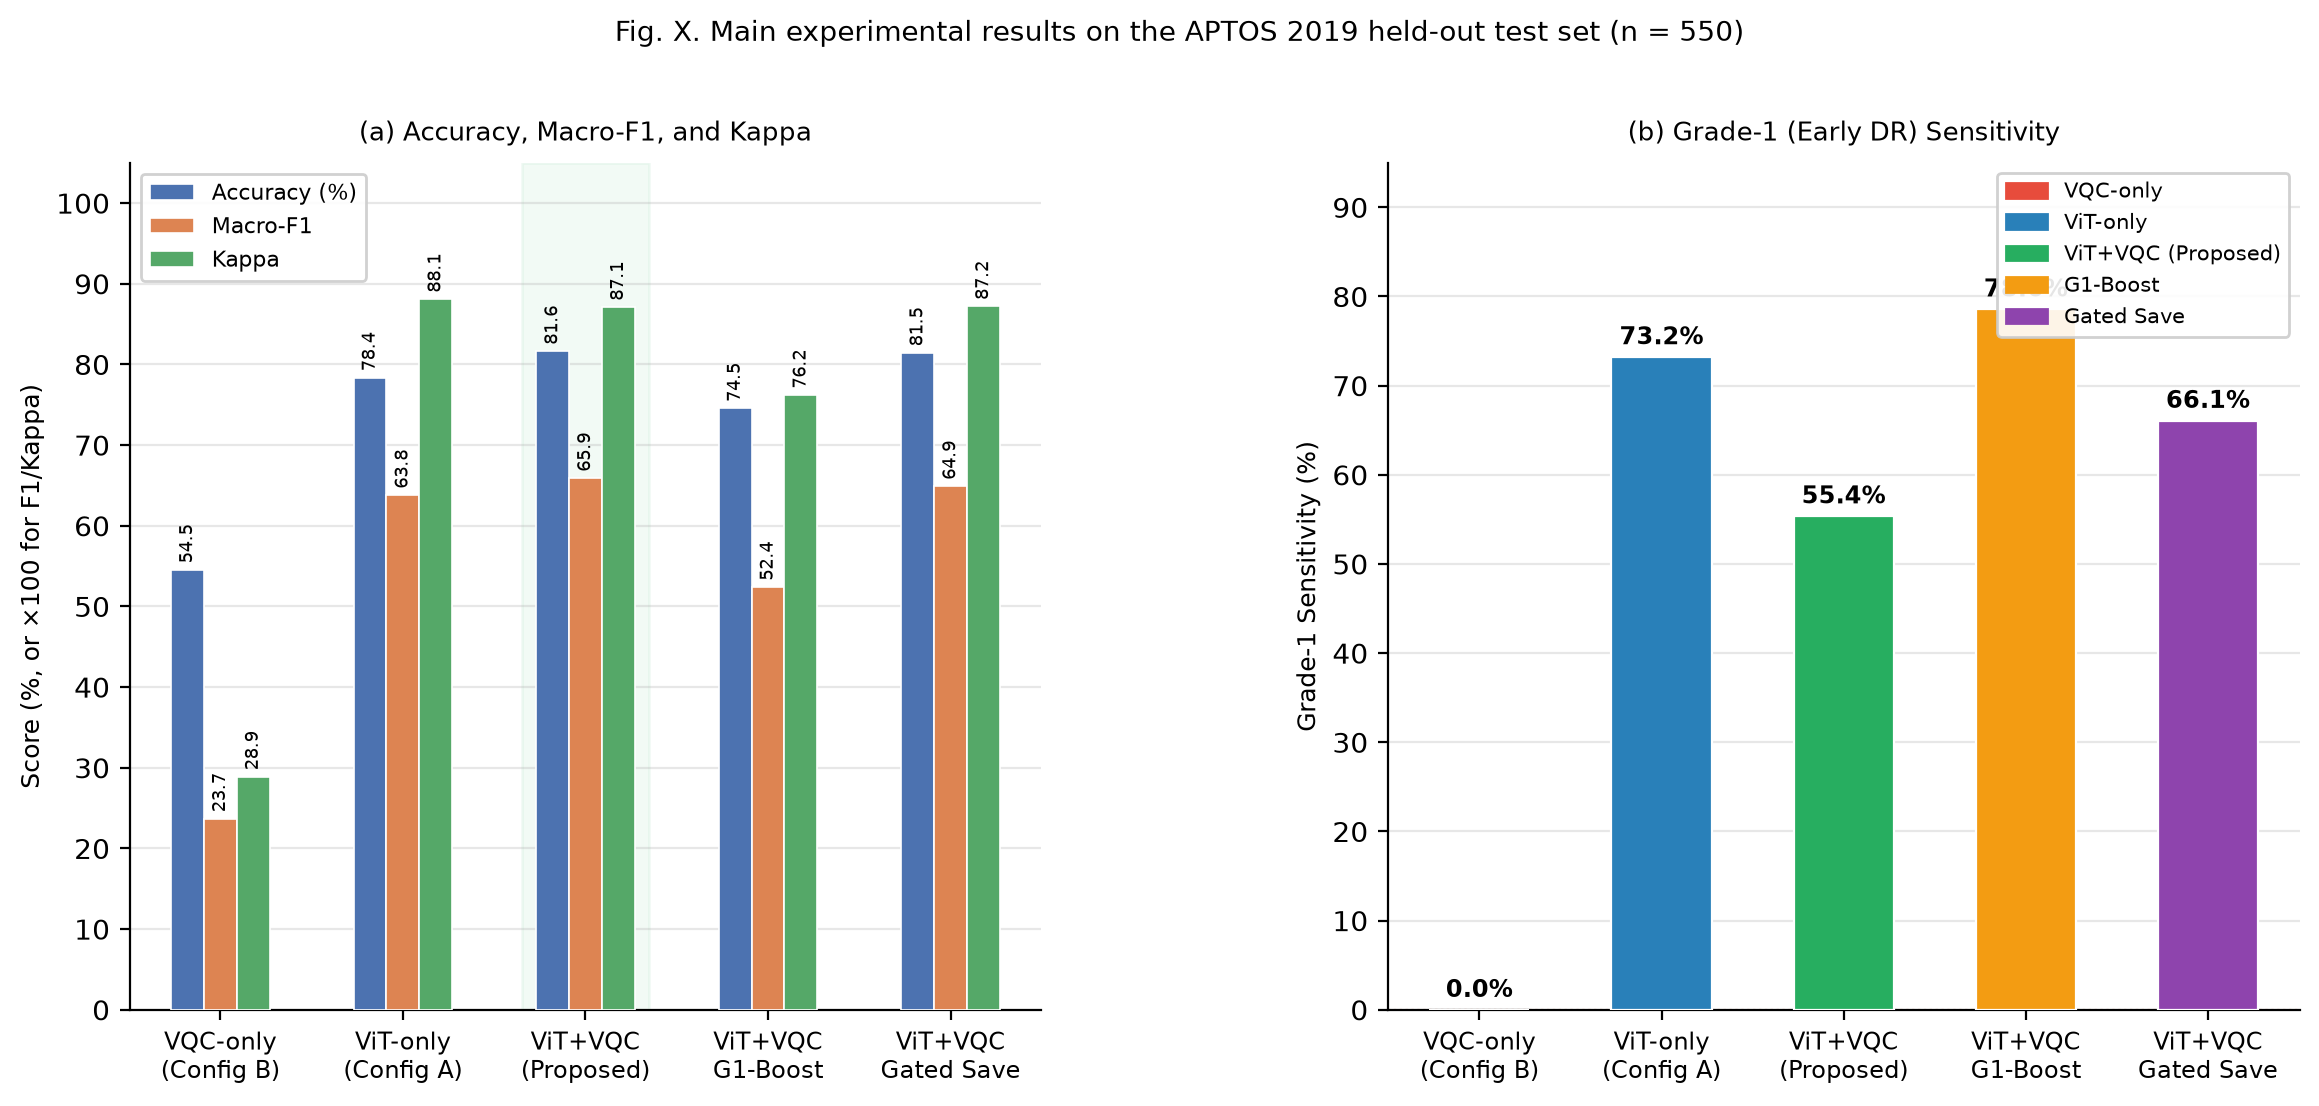 Fig. X. Main experimental results on the APTOS 2019 held-out test set (n = 550)
(a) Accuracy, Macro-F1, and Kappa
Score (%, or ×100 for F1/Kappa)
100
90
80
70
60
50
40
30
20
10
0
Accuracy (%)
Macro-F1
Kappa
54.5
23.7
28.9
78.4
63.8
88.1
81.6
65.9
87.1
74.5
52.4
76.2
81.5
64.9
87.2
VQC-only
(Config B)
ViT-only
(Config A)
ViT+VQC
(Proposed)
ViT+VQC
G1-Boost
ViT+VQC
Gated Save
(b) Grade-1 (Early DR) Sensitivity
Grade-1 Sensitivity (%)
90
80
70
60
50
40
30
20
10
0
VQC-only
ViT-only
ViT+VQC (Proposed)
G1-Boost
Gated Save
0.0%
73.2%
55.4%
66.1%
VQC-only
(Config B)
ViT-only
(Config A)
ViT+VQC
(Proposed)
ViT+VQC
G1-Boost
ViT+VQC
Gated Save